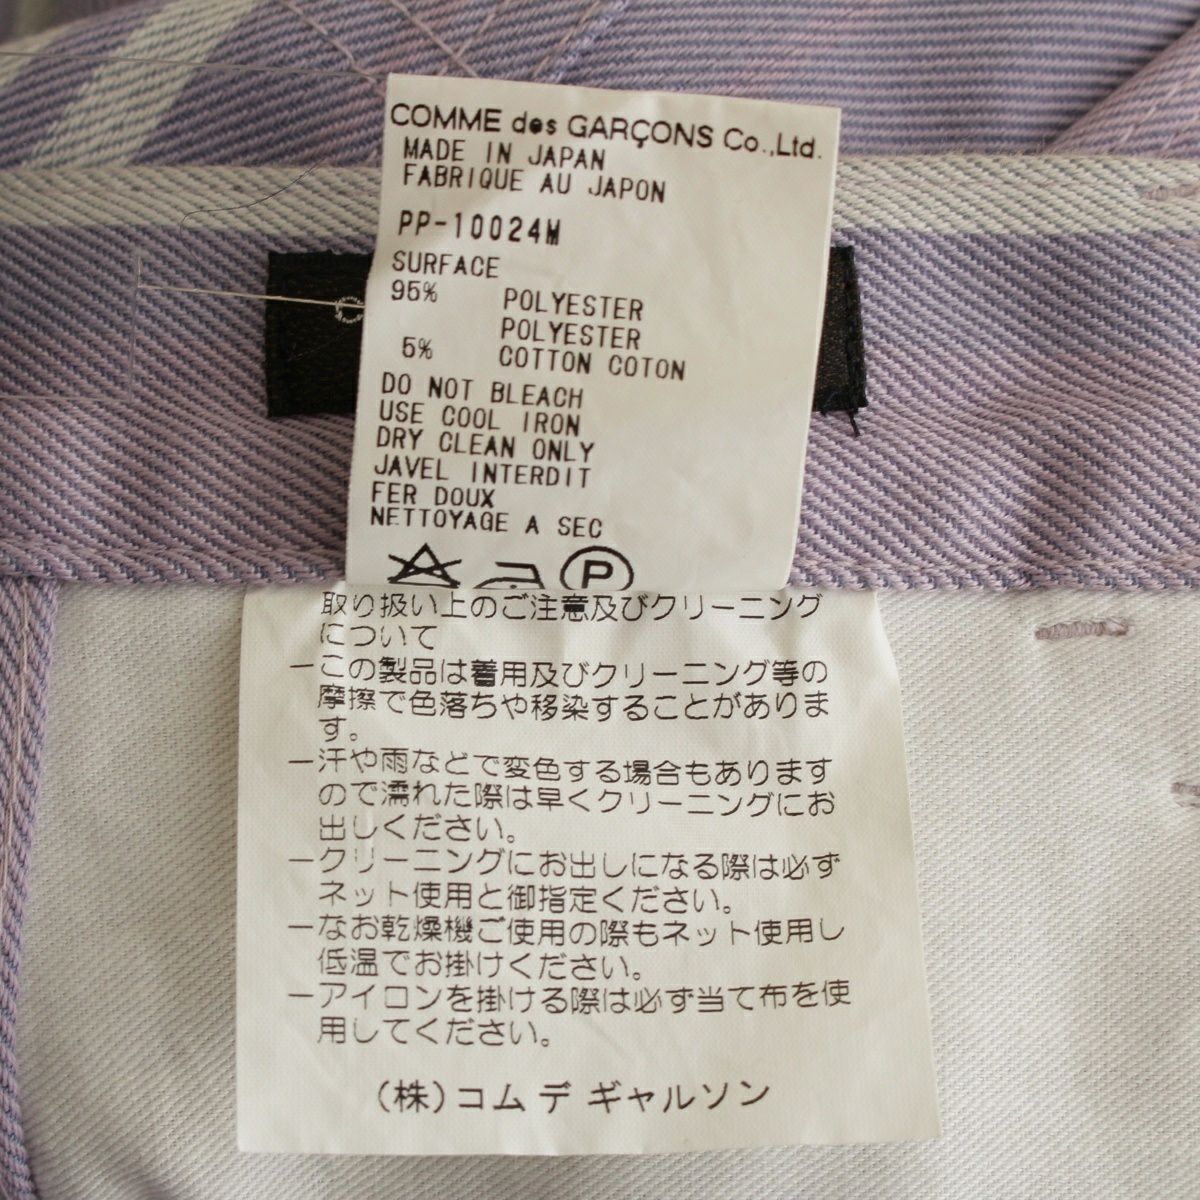 COMME des GARÇONS Co.,Ltd.
MADE IN JAPAN
FABRIQUE AU JAPON
PP-10024M
SURFACE
95% POLYESTER
POLYESTER
5% COTTON COTON
DO NOT BLEACH
USE COOL IRON
DRY CLEAN ONLY
JAVEL INTERDIT
FER DOUX
NETTOYAGE A SEC
P
取り扱い上のご注意及びクリーニング
について
ーこの製品は着用及びクリーニング等の
摩擦で色落ちや移染することがありま
す。
ー汗や雨などで変色する場合もあります
ので濡れた際は早くクリーニングにお
出しください。
ークリーニングにお出しになる際は必ず
ネット使用と御指定ください。
ーなお乾燥機ご使用の際もネット使用し
低温でお掛けください。
ーアイロンを掛ける際は必ず当て布を使
用してください。
(株)コム デ ギャルソン